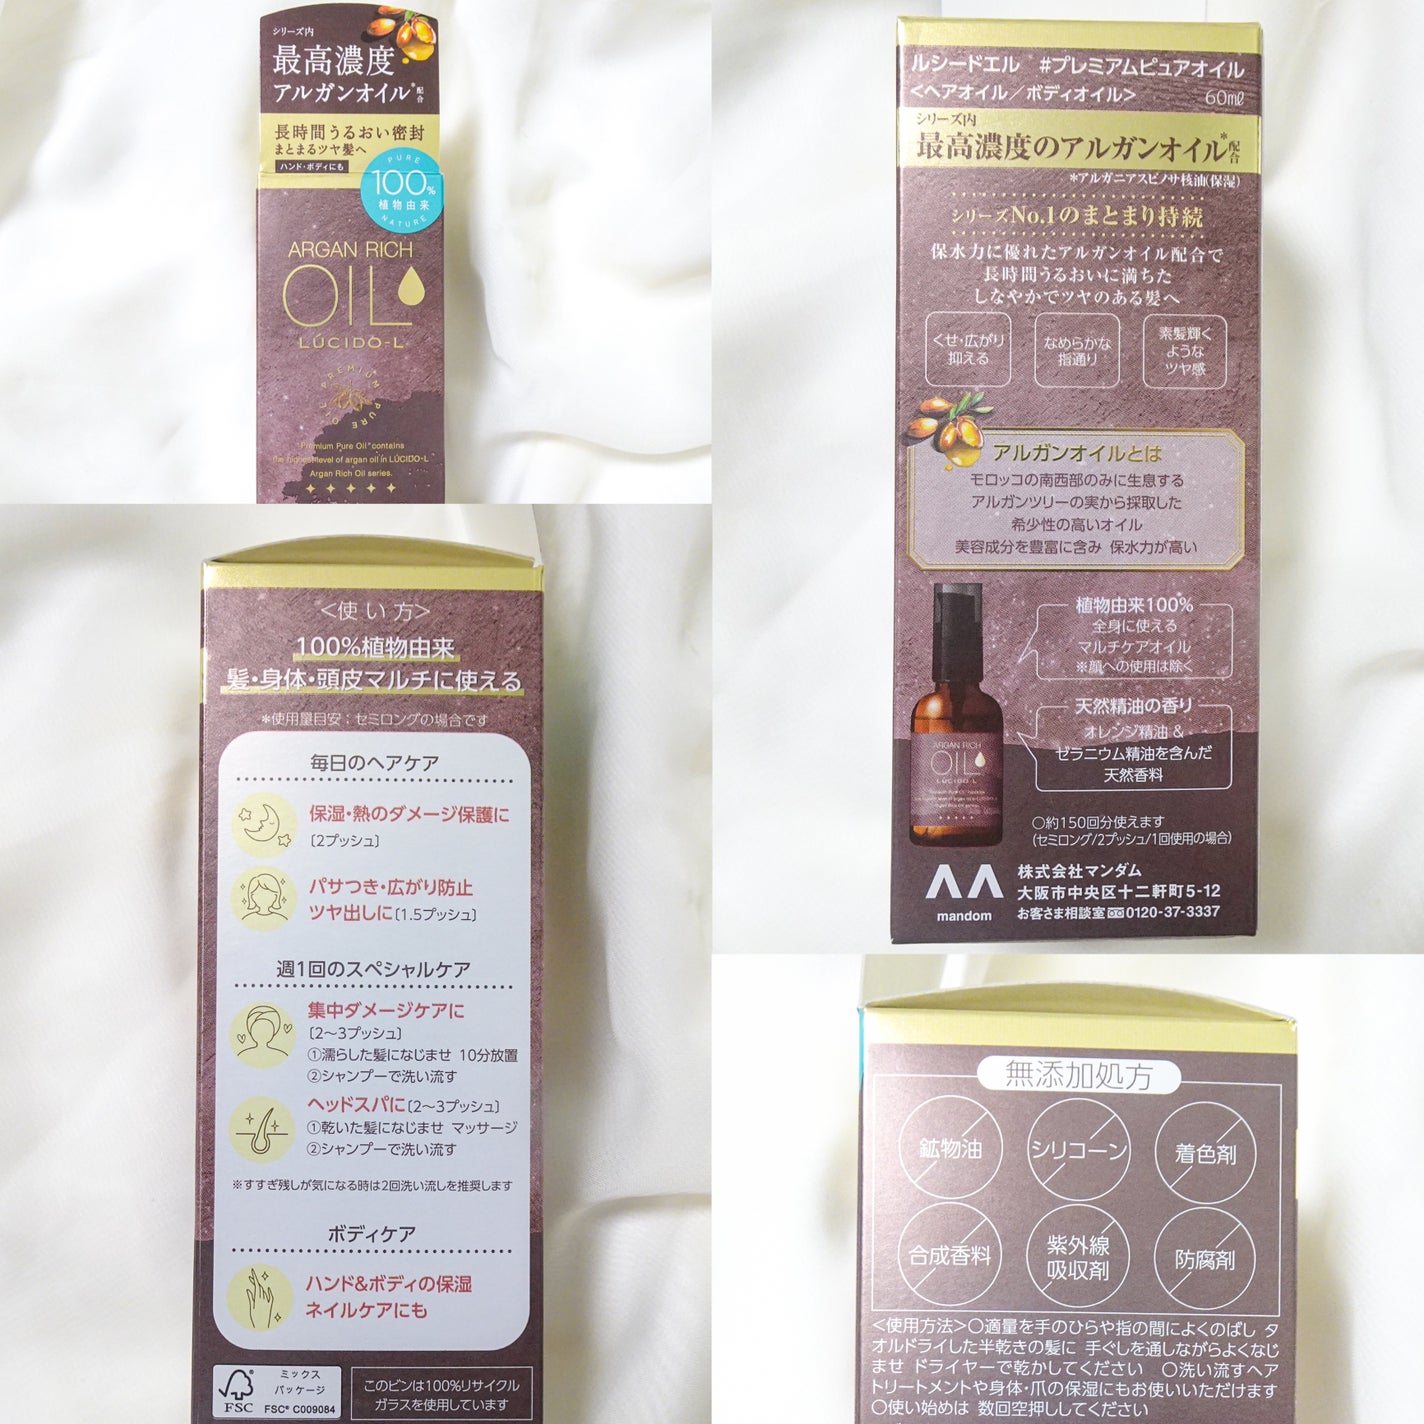 シリーズ内
最高濃度
アルガンオイル*配合
長時間うるおい密封
まとまるツヤ髪へ
ハンド・ボディにも
PURE
100%
植物由来
NATURE
ARGAN RICH
OIL
LÚCIDO-L
PREMIUM PURE OIL
"Premium Pure Oil" contains
the highest level of argan oil in LÚCIDO-L
Argan Rich Oil series.
<使い方>
100%植物由来
髪・身体・頭皮マルチに使える
*使用量目安：セミロングの場合です
毎日のヘアケア
保湿・熱のダメージ保護に
〔2プッシュ〕
パサつき・広がり防止
ツヤ出しに〔1.5プッシュ〕
週1回のスペシャルケア
集中ダメージケアに
〔2〜3プッシュ〕
①濡らした髪になじませ 10分放置
②シャンプーで洗い流す
ヘッドスパに〔2〜3プッシュ〕
①乾いた髪になじませ マッサージ
②シャンプーで洗い流す
※すすぎ残しが気になる時は2回洗い流しを推奨します
ボディケア
ハンド&ボディの保湿
ネイルケアにも
FSC
ミックス
パッケージ
FSC® C009084
このビンは100%リサイクル
ガラスを使用しています
ルシードエル #プレミアムピュアオイル
<ヘアオイル／ボディオイル> 60ml
シリーズ内
最高濃度のアルガンオイル*配合
*アルガニアスピノサ核油(保湿)
シリーズNo.1のまとまり持続
保水力に優れたアルガンオイル配合で
長時間うるおいに満ちた
しなやかでツヤのある髪へ
くせ・広がり
抑える
なめらかな
指通り
素髪輝く
ような
ツヤ感
アルガンオイルとは
モロッコの南西部のみに生息する
アルガンツリーの実から採取した
希少性の高いオイル
美容成分を豊富に含み 保水力が高い
植物由来100%
全身に使える
マルチケアオイル
※顔への使用は除く
天然精油の香り
オレンジ精油 &
ゼラニウム精油を含んだ
天然香料
ARGAN RICH
OIL
LÚCIDO-L
○約150回分使えます
(セミロング/2プッシュ/1回使用の場合)
mandom
株式会社マンダム
大阪市中央区十二軒町5-12
お客さま相談室 0120-37-3337
無添加処方
鉱物油
シリコーン
着色剤
合成香料
紫外線
吸収剤
防腐剤
<使用方法>○適量を手のひらや指の間によくのばし タ
オルドライした半乾きの髪に 手ぐしを通しながらよくなじ
ませ ドライヤーで乾かしてください ○洗い流すヘア
トリートメントや身体・爪の保湿にもお使いいただけます
○使い始めは 数回空押ししてください